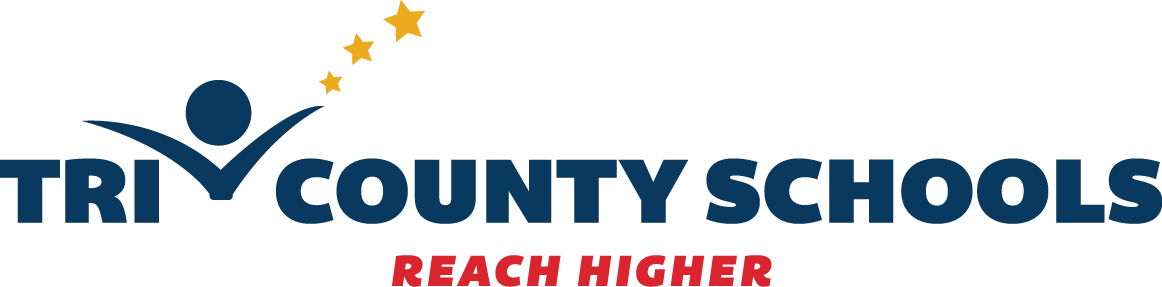 TRI COUNTY SCHOOLS
REACH HIGHER